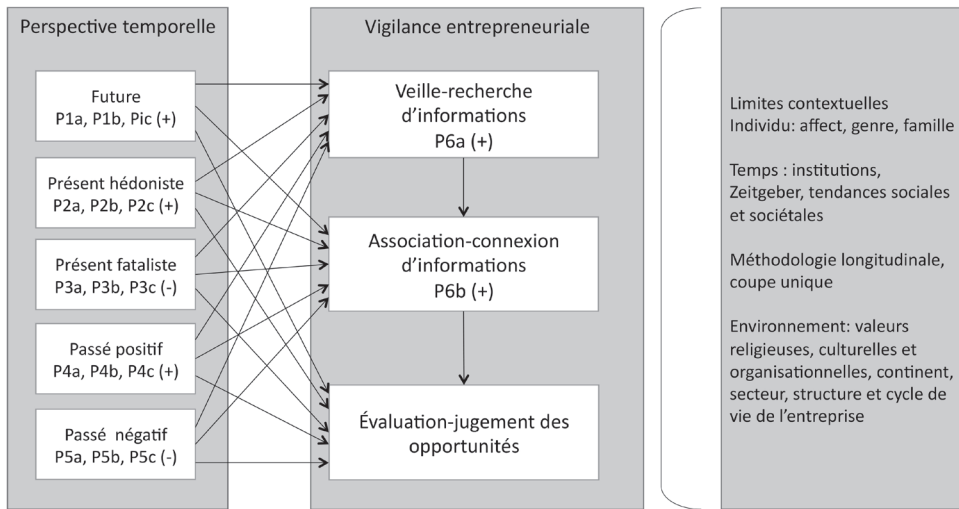 Perspective temporelle
Future
P1a, P1b, Pic (+)
Présent hédoniste
P2a, P2b, P2c (+)
Présent fataliste
P3a, P3b, P3c (-)
Passé positif
P4a, P4b, P4c (+)
Passé négatif
P5a, P5b, P5c (-)
Vigilance entrepreneuriale
Veille-recherche
d’informations
P6a (+)
Association-connexion
d’informations
P6b (+)
Évaluation-jugement des
opportunités
Limites contextuelles
Individu: affect, genre, famille
Temps : institutions,
Zeitgeber, tendances sociales
et sociétales
Méthodologie longitudinale,
coupe unique
Environnement: valeurs
religieuses, culturelles et
organisationnelles, continent,
secteur, structure et cycle de
vie de l’entreprise